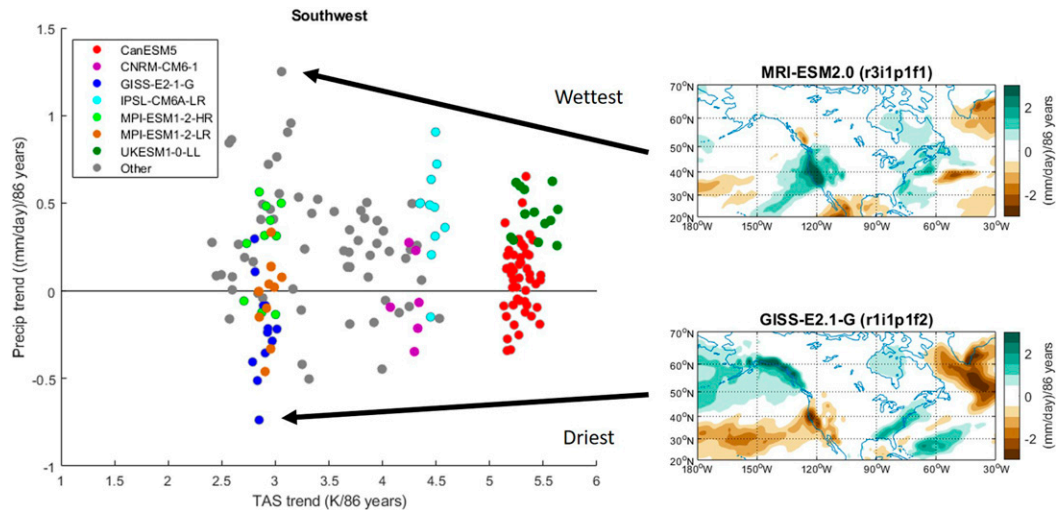 Southwest
CanESM5
CNRM-CM6-1
GISS-E2-1-G
IPSL-CM6A-LR
MPI-ESM1-2-HR
MPI-ESM1-2-LR
UKESM1-0-LL
Other
Precip trend ((mm/day)/86 years)
1.5
1
0.5
0
-0.5
-1
1 1.5 2 2.5 3 3.5 4 4.5 5 5.5 6
TAS trend (K/86 years)
Wettest
Driest
MRI-ESM2.0 (r3i1p1f1)
70°N
60°N
50°N
40°N
30°N
20°N
180°W 150°W 120°W 90°W 60°W 30°W
2
0
-2
(mm/day)/86 years
GISS-E2.1-G (r1i1p1f2)
70°N
60°N
50°N
40°N
30°N
20°N
180°W 150°W 120°W 90°W 60°W 30°W
2
0
-2
(mm/day)/86 years